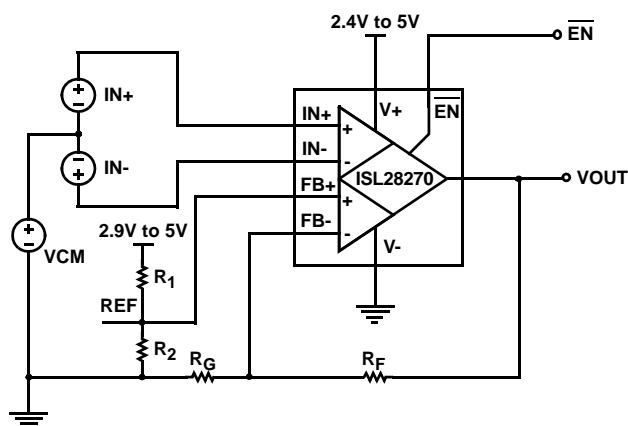 2.4V to 5V
EN
IN+
IN+
V+
EN
+
IN-
IN-
-
ISL28270
VOUT
FB+
+
2.9V to 5V
FB-
-
VCM
V-
R1
REF
R2
RG
RF